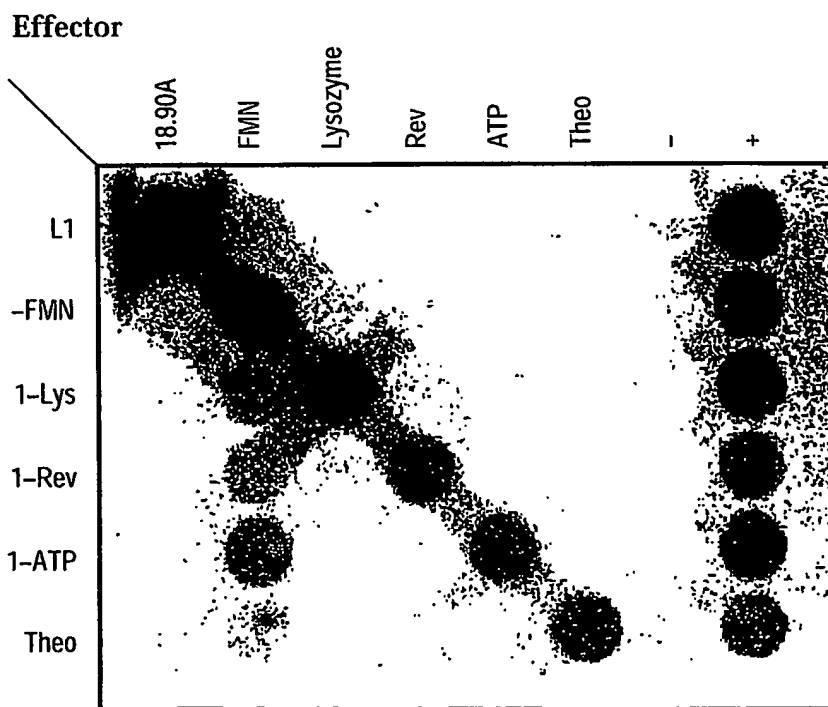 Effector
18.90A
FMN
Lysozyme
Rev
ATP
Theo
-
+
L1
-FMN
1-Lys
1-Rev
1-ATP
Theo